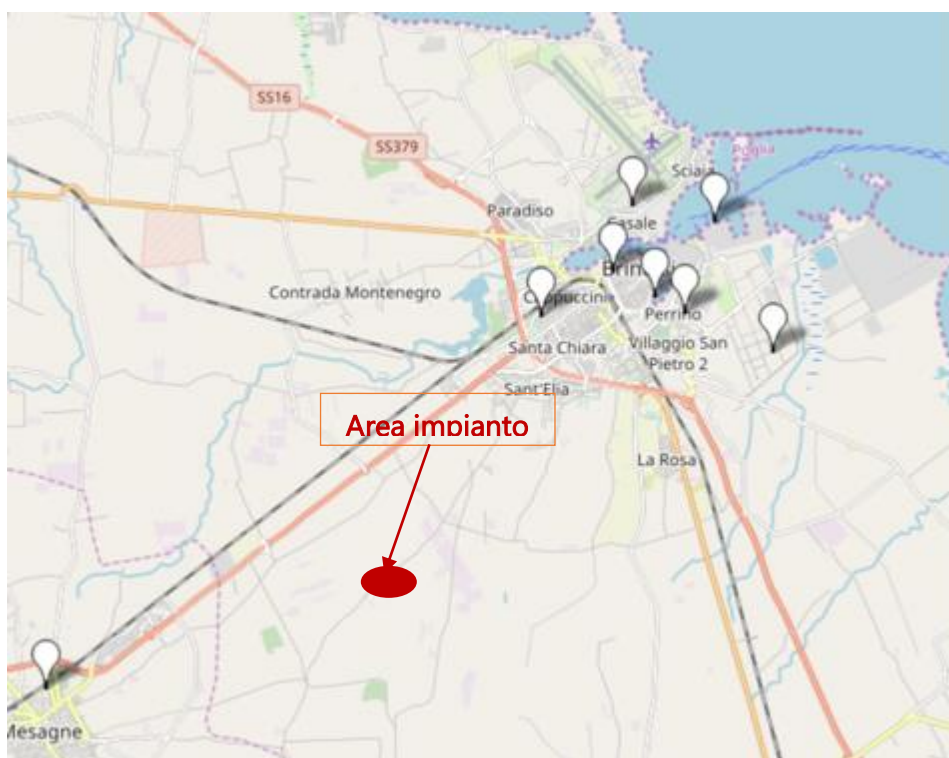 SS16
SS379
Puglia
Sciaia
Paradiso
Casale
Brin
Contrada Montenegro
Cappuccini
Perrino
Santa Chiara
Villaggio San
Pietro 2
Sant'Elia
Area impianto
La Rosa
Mesagne